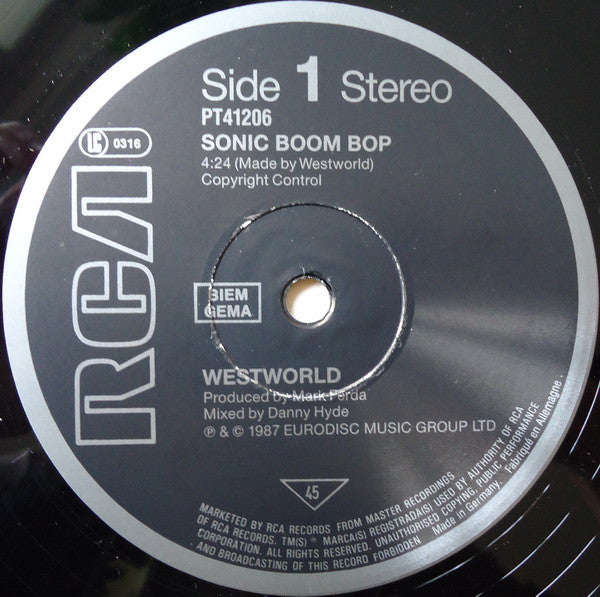 Side 1 Stereo
PT41206
SONIC BOOM BOP
4:24 (Made by Westworld)
Copyright Control
LC 0316
RCA
BIEM
GEMA
WESTWORLD
Produced by Mark Ferda
Mixed by Danny Hyde
℗ & © 1987 EURODISC MUSIC GROUP LTD
45
MARKETED BY RCA RECORDS FROM MASTER RECORDINGS
OF RCA RECORDS. TM(S) ® MARCA(S) REGISTRADA(S) USED BY AUTHORITY OF RCA
CORPORATION. ALL RIGHTS RESERVED. UNAUTHORISED COPYING, PUBLIC PERFORMANCE
AND BROADCASTING OF THIS RECORD FORBIDDEN
Made in Germany. Fabriqué en Allemagne.